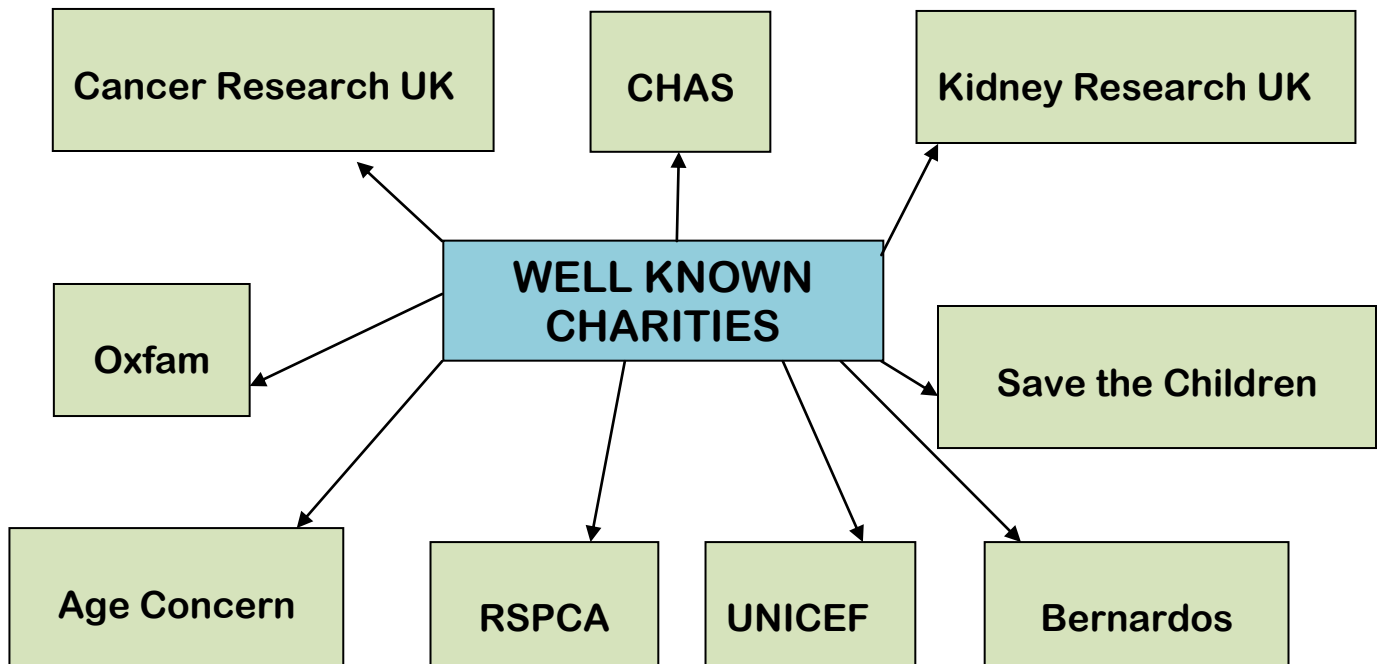 Cancer Research UK
CHAS
Kidney Research UK
WELL KNOWN
CHARITIES
Oxfam
Save the Children
Age Concern
RSPCA
UNICEF
Bernardos